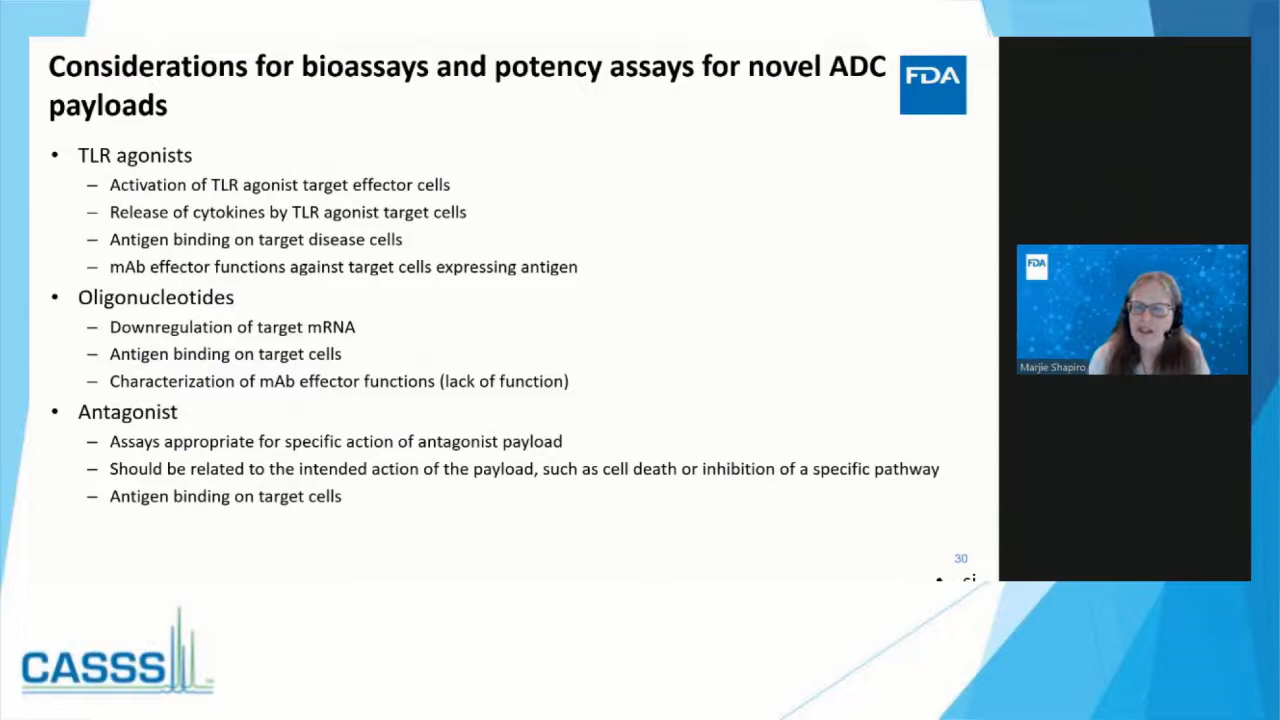 Considerations for bioassays and potency assays for novel ADC
payloads
FDA
• TLR agonists
– Activation of TLR agonist target effector cells
– Release of cytokines by TLR agonist target cells
– Antigen binding on target disease cells
– mAb effector functions against target cells expressing antigen
• Oligonucleotides
– Downregulation of target mRNA
– Antigen binding on target cells
– Characterization of mAb effector functions (lack of function)
• Antagonist
– Assays appropriate for specific action of antagonist payload
– Should be related to the intended action of the payload, such as cell death or inhibition of a specific pathway
– Antigen binding on target cells
30
FDA
Marjie Shapiro
CASSS